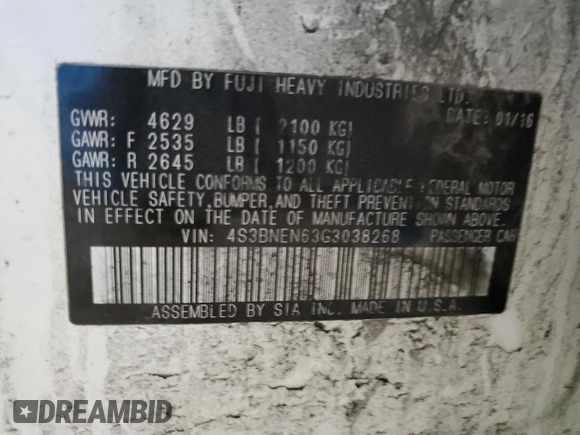 MFD BY FUJI HEAVY INDUSTRIES LTD.
DATE: 01/16
GVWR: 4629 LB ( 2100 KG)
GAWR: F 2535 LB ( 1150 KG)
GAWR: R 2645 LB ( 1200 KG)
THIS VEHICLE CONFORMS TO ALL APPLICABLE FEDERAL MOTOR
VEHICLE SAFETY, BUMPER, AND THEFT PREVENTION STANDARDS
IN EFFECT ON THE DATE OF MANUFACTURE SHOWN ABOVE.
VIN: 4S3BNEN63G3038268 PASSENGER CAR
ASSEMBLED BY SIA INC. MADE IN U.S.A.
DREAMBID